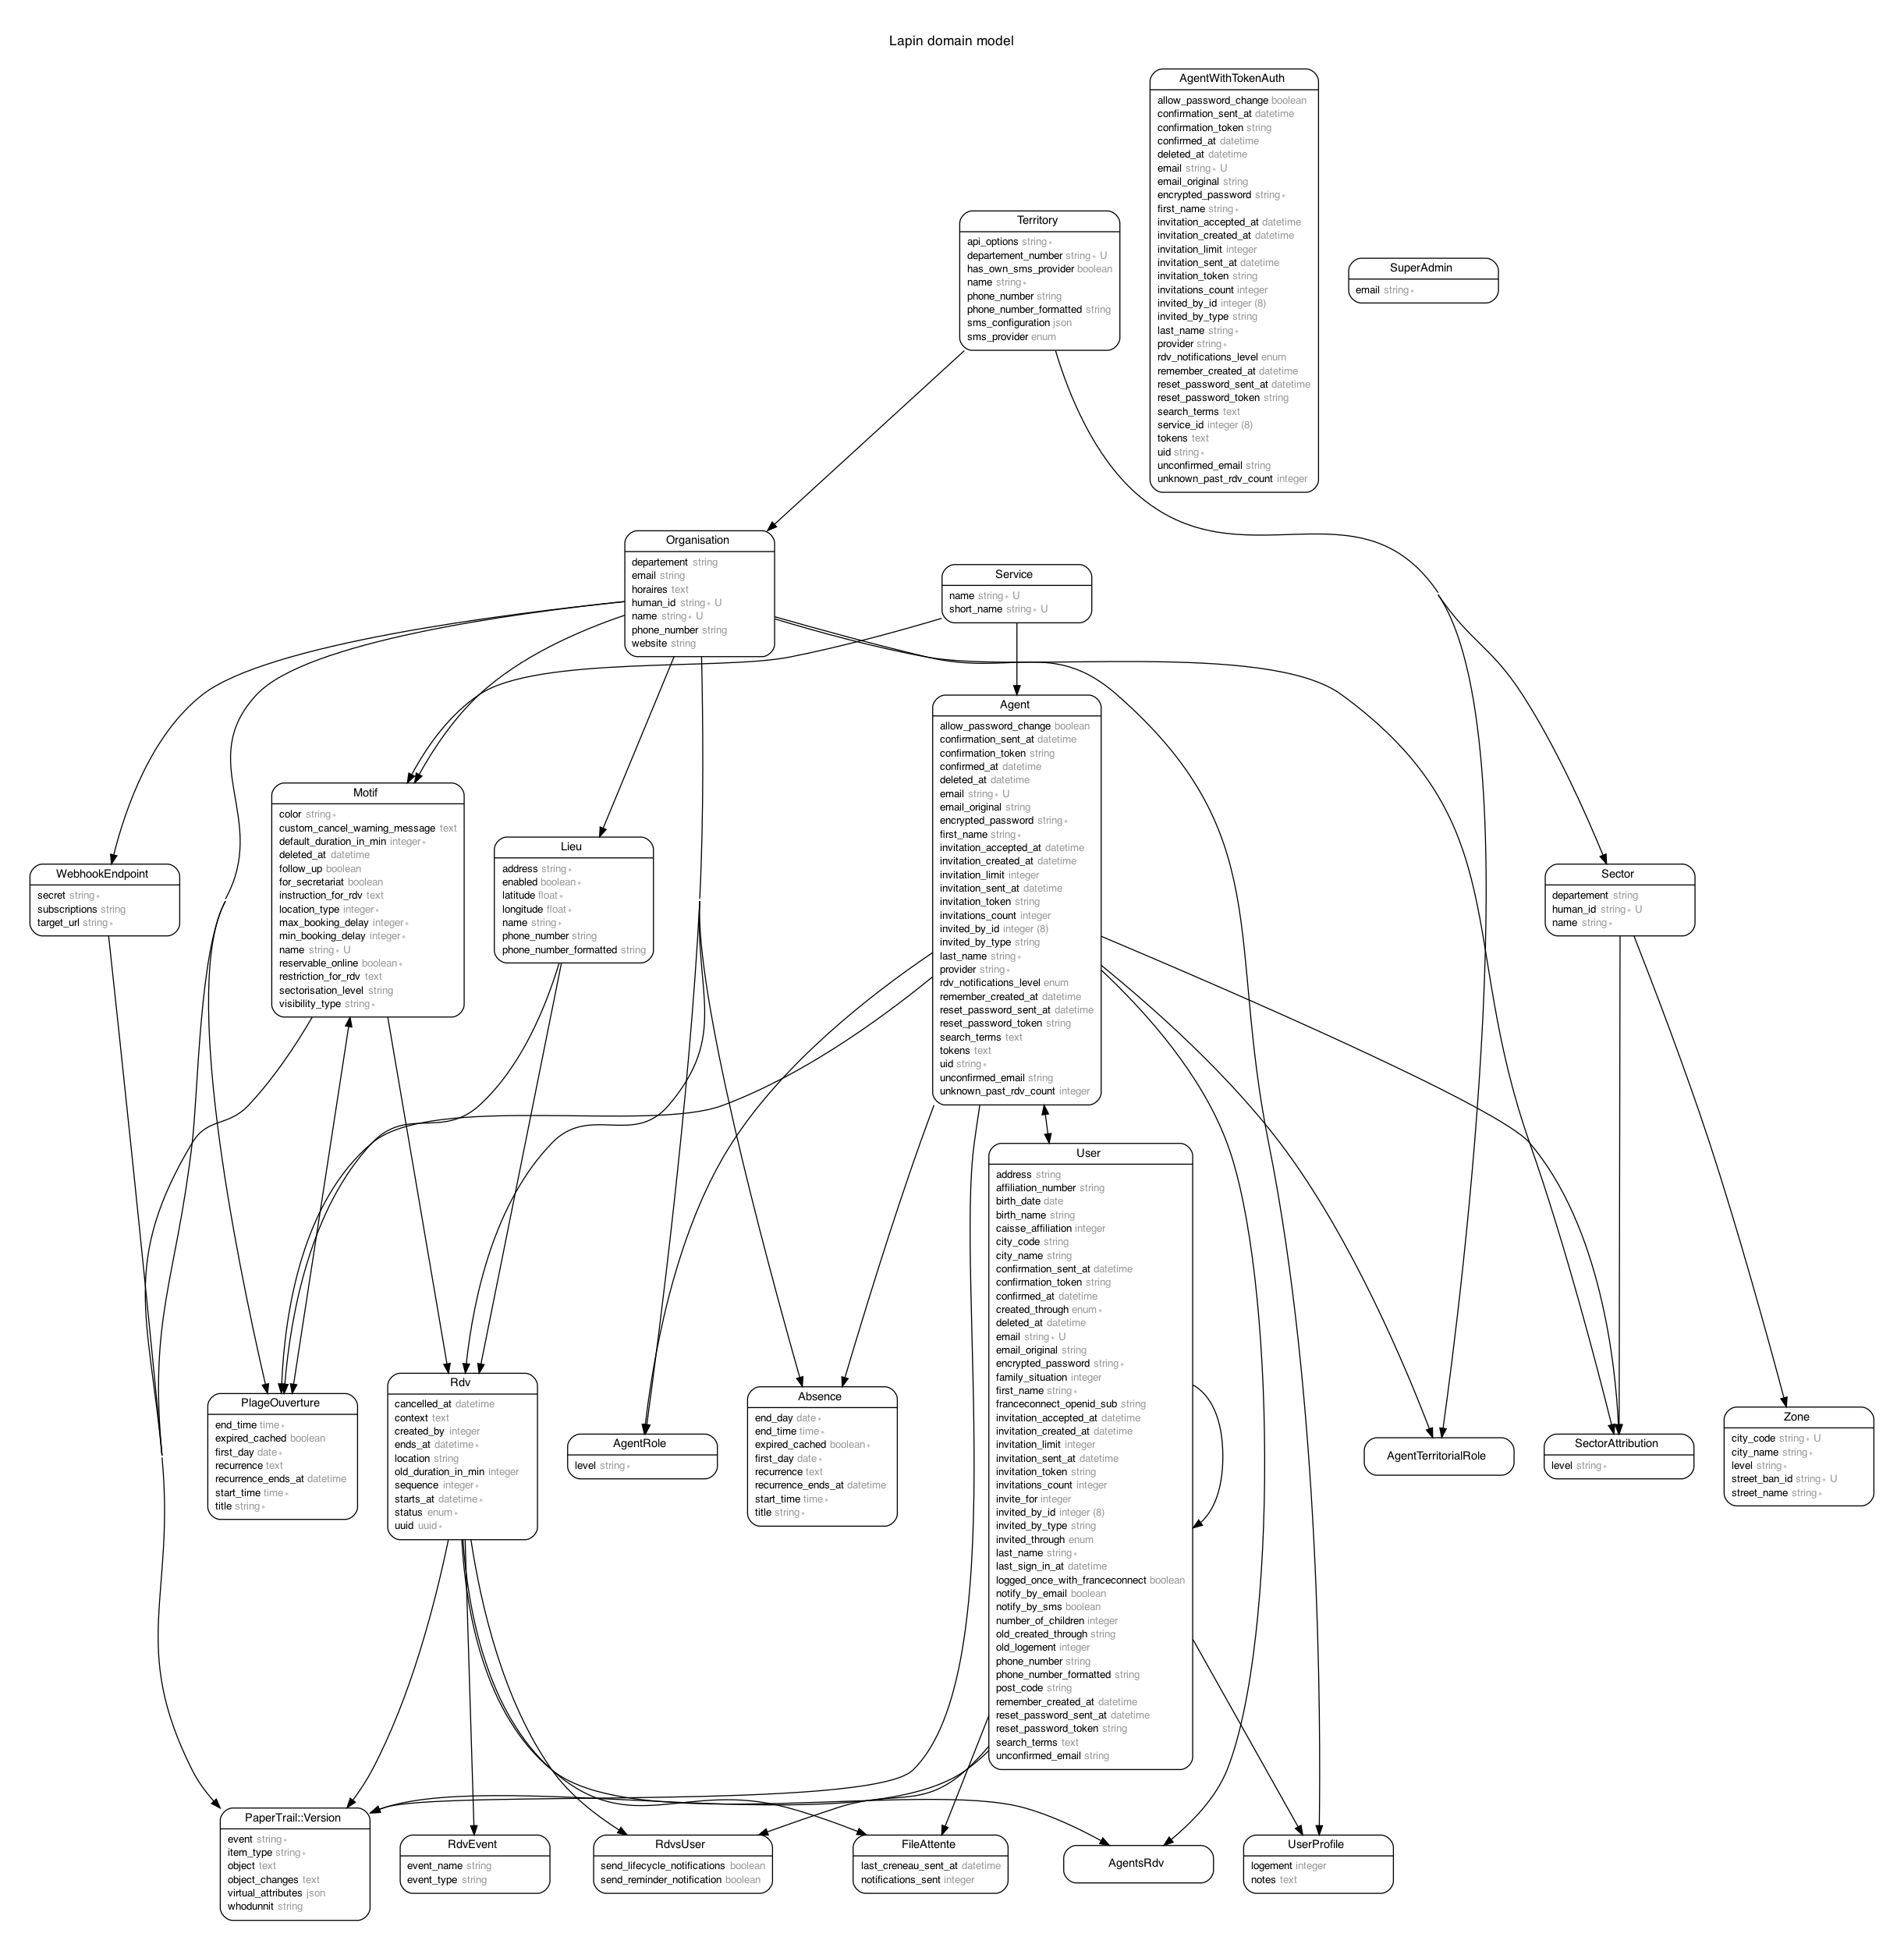 Lapin domain model
AgentWithTokenAuth
allow_password_change boolean
confirmation_sent_at datetime
confirmation_token string
confirmed_at datetime
deleted_at datetime
email string∗ U
email_original string
encrypted_password string∗
first_name string∗
invitation_accepted_at datetime
invitation_created_at datetime
invitation_limit integer
invitation_sent_at datetime
invitation_token string
invitations_count integer
invited_by_id integer (8)
invited_by_type string
last_name string∗
provider string∗
rdv_notifications_level enum
remember_created_at datetime
reset_password_sent_at datetime
reset_password_token string
search_terms text
service_id integer (8)
tokens text
uid string∗
unconfirmed_email string
unknown_past_rdv_count integer
Territory
api_options string∗
departement_number string∗ U
has_own_sms_provider boolean
name string∗
phone_number string
phone_number_formatted string
sms_configuration json
sms_provider enum
SuperAdmin
email string∗
Organisation
departement string
email string
horaires text
human_id string∗ U
name string∗ U
phone_number string
website string
Service
name string∗ U
short_name string∗ U
Agent
allow_password_change boolean
confirmation_sent_at datetime
confirmation_token string
confirmed_at datetime
deleted_at datetime
email string∗ U
email_original string
encrypted_password string∗
first_name string∗
invitation_accepted_at datetime
invitation_created_at datetime
invitation_limit integer
invitation_sent_at datetime
invitation_token string
invitations_count integer
invited_by_id integer (8)
invited_by_type string
last_name string∗
provider string∗
rdv_notifications_level enum
remember_created_at datetime
reset_password_sent_at datetime
reset_password_token string
search_terms text
tokens text
uid string∗
unconfirmed_email string
unknown_past_rdv_count integer
Motif
color string∗
custom_cancel_warning_message text
default_duration_in_min integer∗
deleted_at datetime
follow_up boolean
for_secretariat boolean
instruction_for_rdv text
location_type integer∗
max_booking_delay integer∗
min_booking_delay integer∗
name string∗ U
reservable_online boolean∗
restriction_for_rdv text
sectorisation_level string
visibility_type string∗
Lieu
address string∗
enabled boolean∗
latitude float∗
longitude float∗
name string∗
phone_number string
phone_number_formatted string
WebhookEndpoint
secret string∗
subscriptions string
target_url string∗
Sector
departement string
human_id string∗ U
name string∗
User
address string
affiliation_number string
birth_date date
birth_name string
caisse_affiliation integer
city_code string
city_name string
confirmation_sent_at datetime
confirmation_token string
confirmed_at datetime
created_through enum∗
deleted_at datetime
email string∗ U
email_original string
encrypted_password string∗
family_situation integer
first_name string∗
franceconnect_openid_sub string
invitation_accepted_at datetime
invitation_created_at datetime
invitation_limit integer
invitation_sent_at datetime
invitation_token string
invitations_count integer
invite_for integer
invited_by_id integer (8)
invited_by_type string
invited_through enum
last_name string∗
last_sign_in_at datetime
logged_once_with_franceconnect boolean
notify_by_email boolean
notify_by_sms boolean
number_of_children integer
old_created_through string
old_logement integer
phone_number string
phone_number_formatted string
post_code string
remember_created_at datetime
reset_password_sent_at datetime
reset_password_token string
search_terms text
unconfirmed_email string
PlageOuverture
end_time time∗
expired_cached boolean
first_day date∗
recurrence text
recurrence_ends_at datetime
start_time time∗
title string∗
Rdv
cancelled_at datetime
context text
created_by integer
ends_at datetime∗
location string
old_duration_in_min integer
sequence integer∗
starts_at datetime∗
status enum∗
uuid uuid∗
AgentRole
level string∗
Absence
end_day date∗
end_time time∗
expired_cached boolean∗
first_day date∗
recurrence text
recurrence_ends_at datetime
start_time time∗
title string∗
AgentTerritorialRole
SectorAttribution
level string∗
Zone
city_code string∗ U
city_name string∗
level string∗
street_ban_id string∗ U
street_name string∗
PaperTrail::Version
event string∗
item_type string∗
object text
object_changes text
virtual_attributes json
whodunnit string
RdvEvent
event_name string
event_type string
RdvsUser
send_lifecycle_notifications boolean
send_reminder_notification boolean
FileAttente
last_creneau_sent_at datetime
notifications_sent integer
AgentsRdv
UserProfile
logement integer
notes text